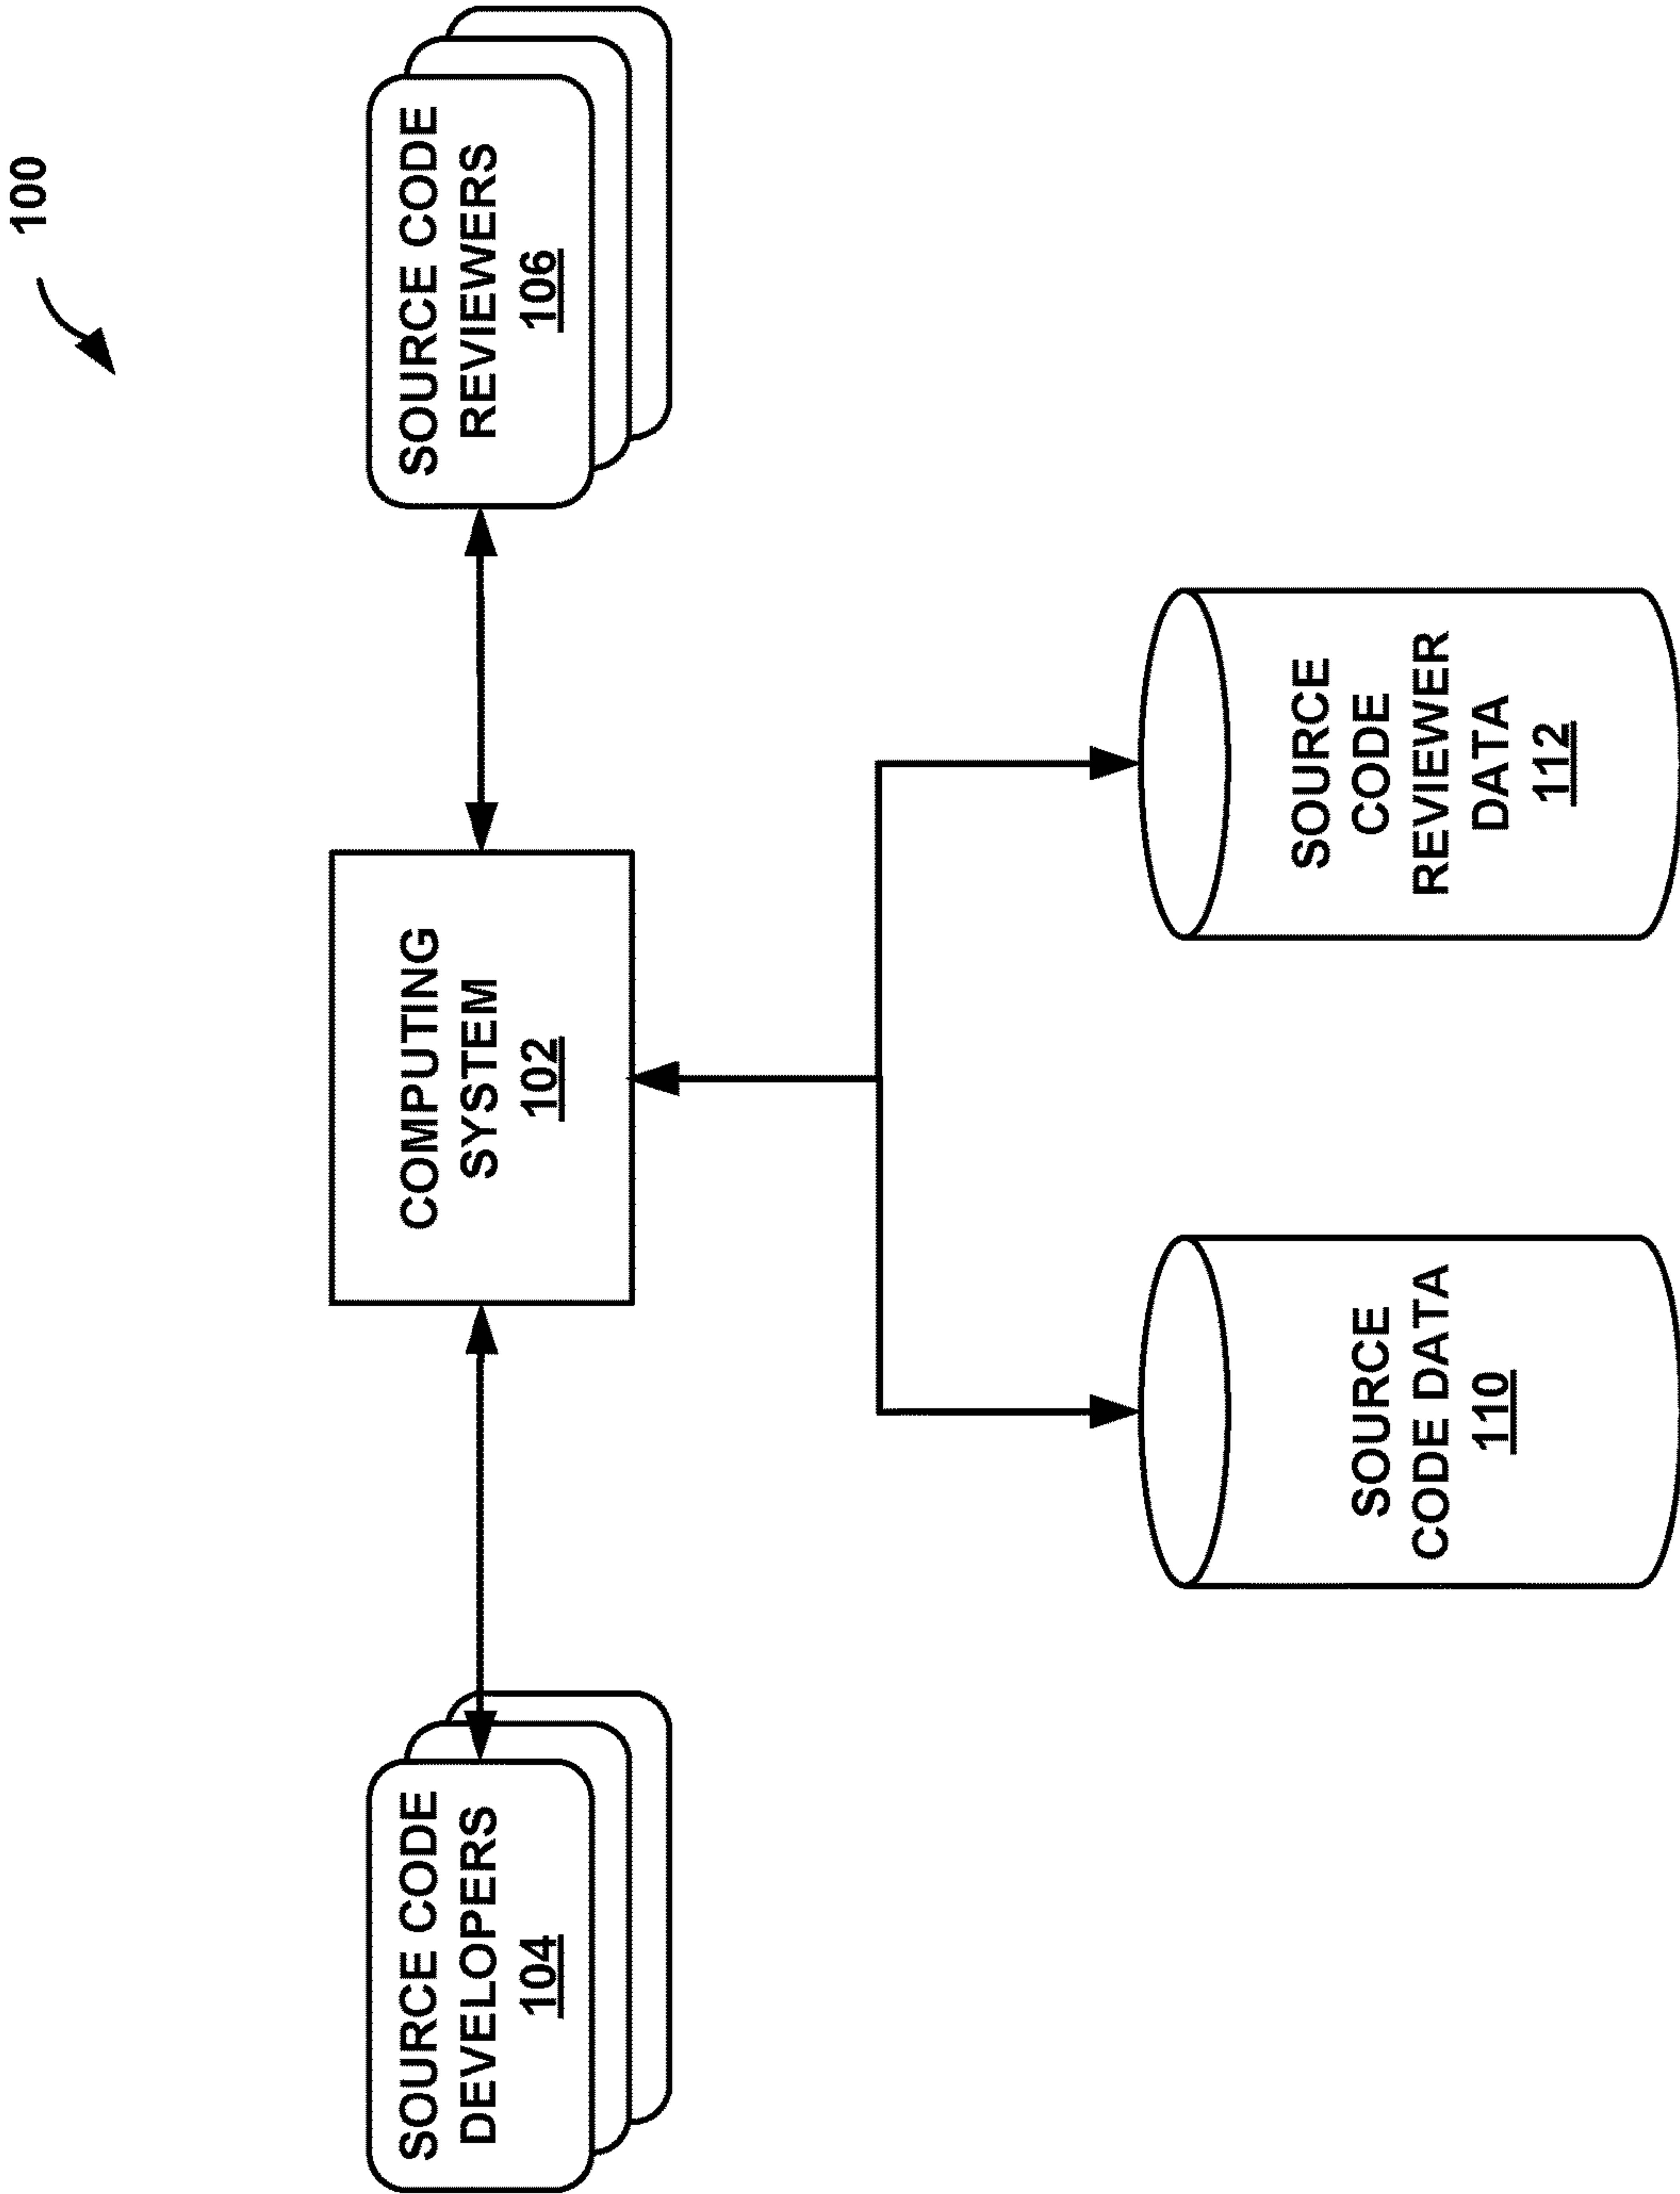 100
SOURCE CODE
DEVELOPERS
104
COMPUTING
SYSTEM
102
SOURCE CODE
REVIEWERS
106
SOURCE
CODE DATA
110
SOURCE
CODE
REVIEWER
DATA
112